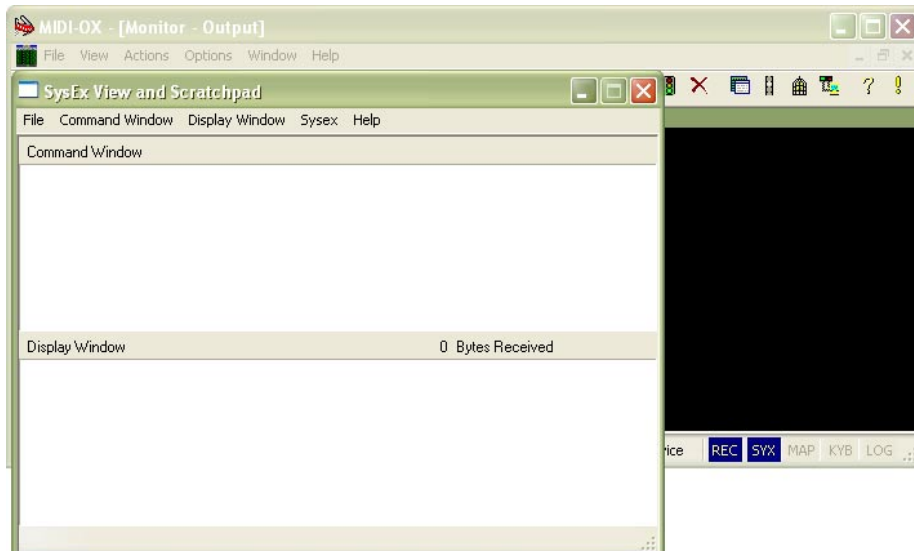 MIDI-OX - [Monitor - Output]
File View Actions Options Window Help
SysEx View and Scratchpad
File Command Window Display Window Sysex Help
Command Window
Display Window 0 Bytes Received
vice REC SYX MAP KYB LOG